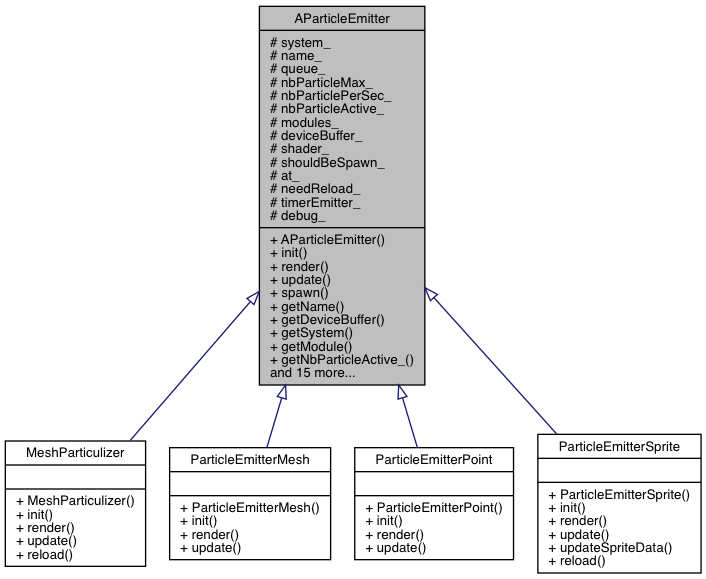 AParticleEmitter
# system_
# name_
# queue_
# nbParticleMax_
# nbParticlePerSec_
# nbParticleActive_
# modules_
# deviceBuffer_
# shader_
# shouldBeSpawn_
# at_
# needReload_
# timerEmitter_
# debug_
+ AParticleEmitter()
+ init()
+ render()
+ update()
+ spawn()
+ getName()
+ getDeviceBuffer()
+ getSystem()
+ getModule()
+ getNbParticleActive_()
and 15 more...
MeshParticulizer
+ MeshParticulizer()
+ init()
+ render()
+ update()
+ reload()
ParticleEmitterMesh
+ ParticleEmitterMesh()
+ init()
+ render()
+ update()
ParticleEmitterPoint
+ ParticleEmitterPoint()
+ init()
+ render()
+ update()
ParticleEmitterSprite
+ ParticleEmitterSprite()
+ init()
+ render()
+ update()
+ updateSpriteData()
+ reload()